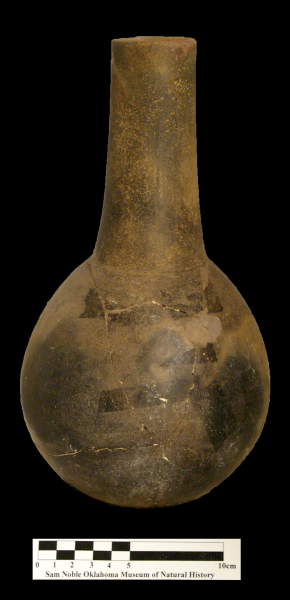 0 1 2 3 4 5 10cm
Sam Noble Oklahoma Museum of Natural History